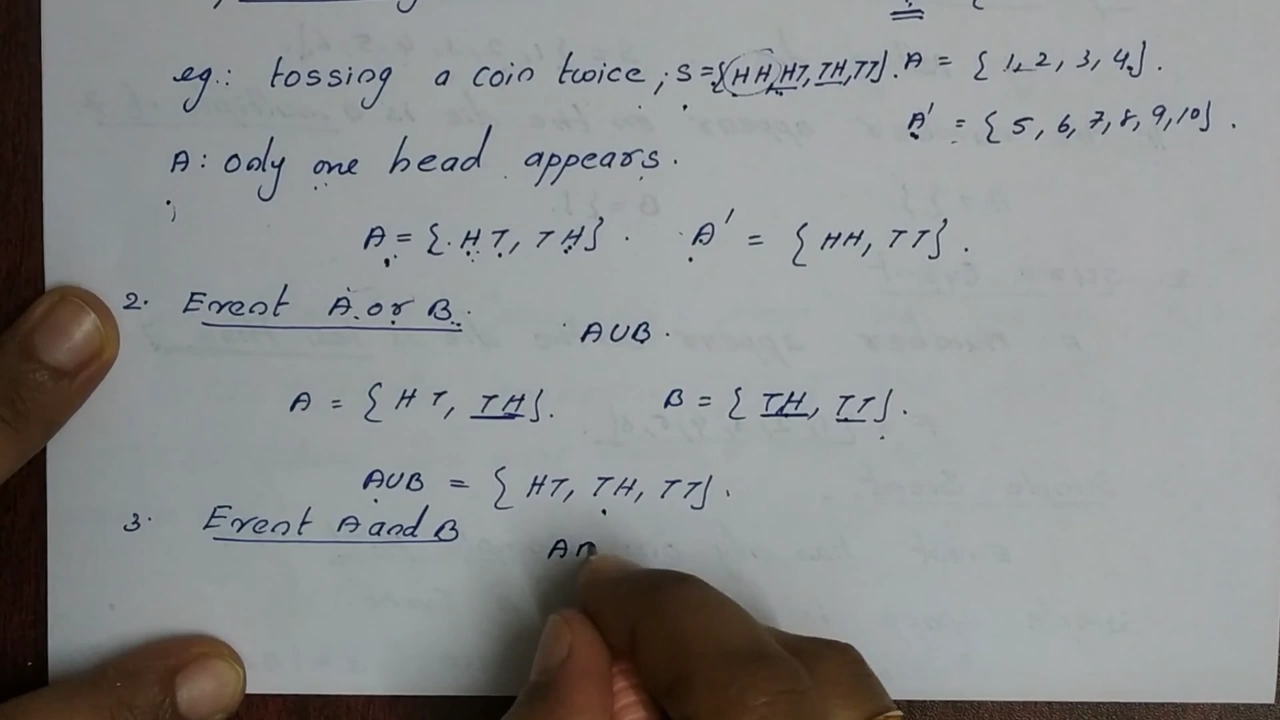 eg.: tossing a coin twice ; S = {HH, HT, TH, TT}. A = { 1, 2, 3, 4}.
A' = { 5, 6, 7, 8, 9, 10} .
A : only one head appears.
A = { HT, TH} . A' = { HH, TT} .
2. Event A or B.
AUB .
A = { HT, TH}. B = { TH, TT} .
AUB = { HT, TH, TT} .
3. Event A and B
A ∩